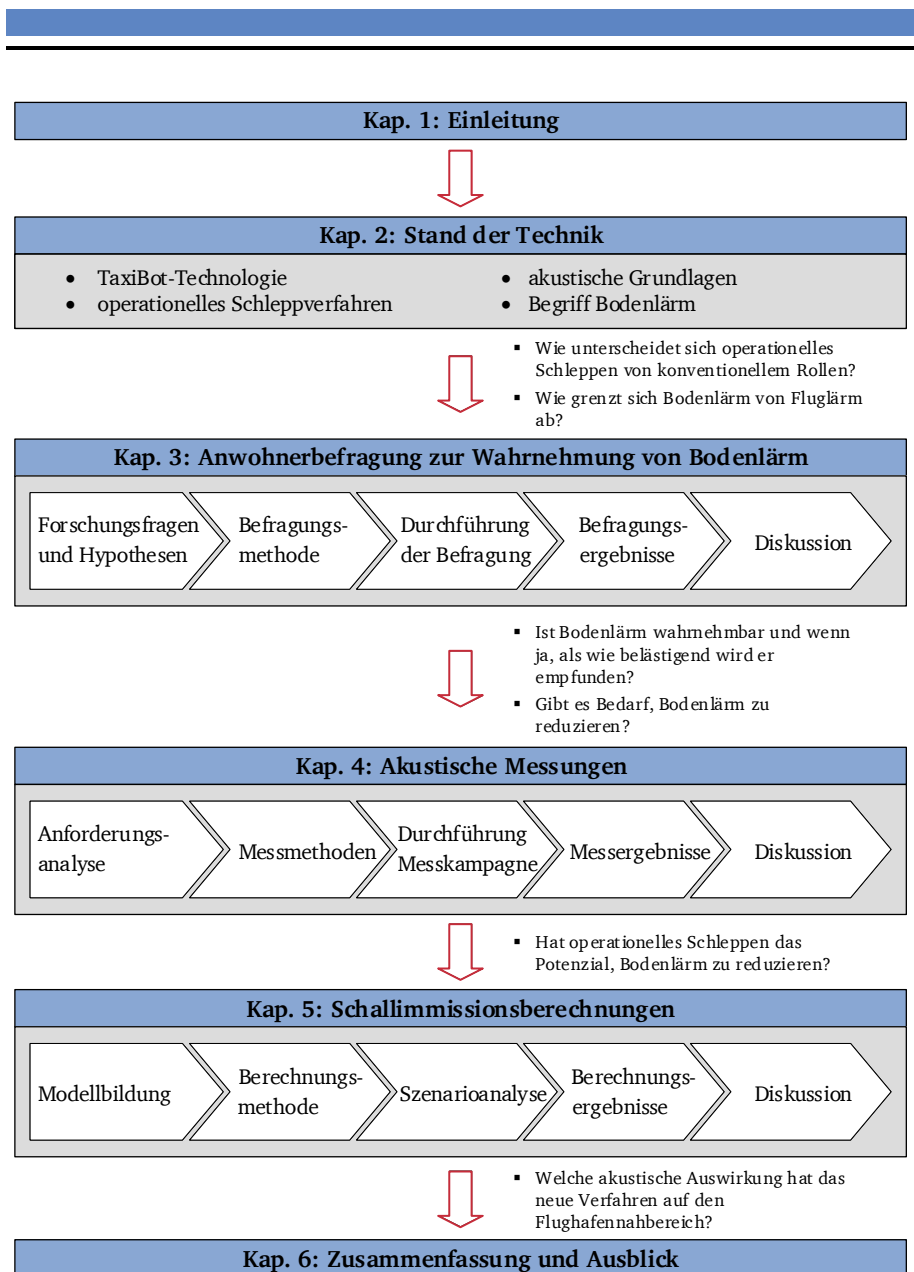 Kap. 1: Einleitung
Kap. 2: Stand der Technik
• TaxiBot-Technologie
• operationelles Schleppverfahren
• akustische Grundlagen
• Begriff Bodenlärm
▪ Wie unterscheidet sich operationelles
Schleppen von konventionellem Rollen?
▪ Wie grenzt sich Bodenlärm von Fluglärm
ab?
Kap. 3: Anwohnerbefragung zur Wahrnehmung von Bodenlärm
Forschungsfragen
und Hypothesen
Befragungs-
methode
Durchführung
der Befragung
Befragungs-
ergebnisse
Diskussion
▪ Ist Bodenlärm wahrnehmbar und wenn
ja, als wie belästigend wird er
empfunden?
▪ Gibt es Bedarf, Bodenlärm zu
reduzieren?
Kap. 4: Akustische Messungen
Anforderungs-
analyse
Messmethoden
Durchführung
Messkampagne
Messergebnisse
Diskussion
▪ Hat operationelles Schleppen das
Potenzial, Bodenlärm zu reduzieren?
Kap. 5: Schallimmissionsberechnungen
Modellbildung
Berechnungs-
methode
Szenarioanalyse
Berechnungs-
ergebnisse
Diskussion
▪ Welche akustische Auswirkung hat das
neue Verfahren auf den
Flughafennahbereich?
Kap. 6: Zusammenfassung und Ausblick